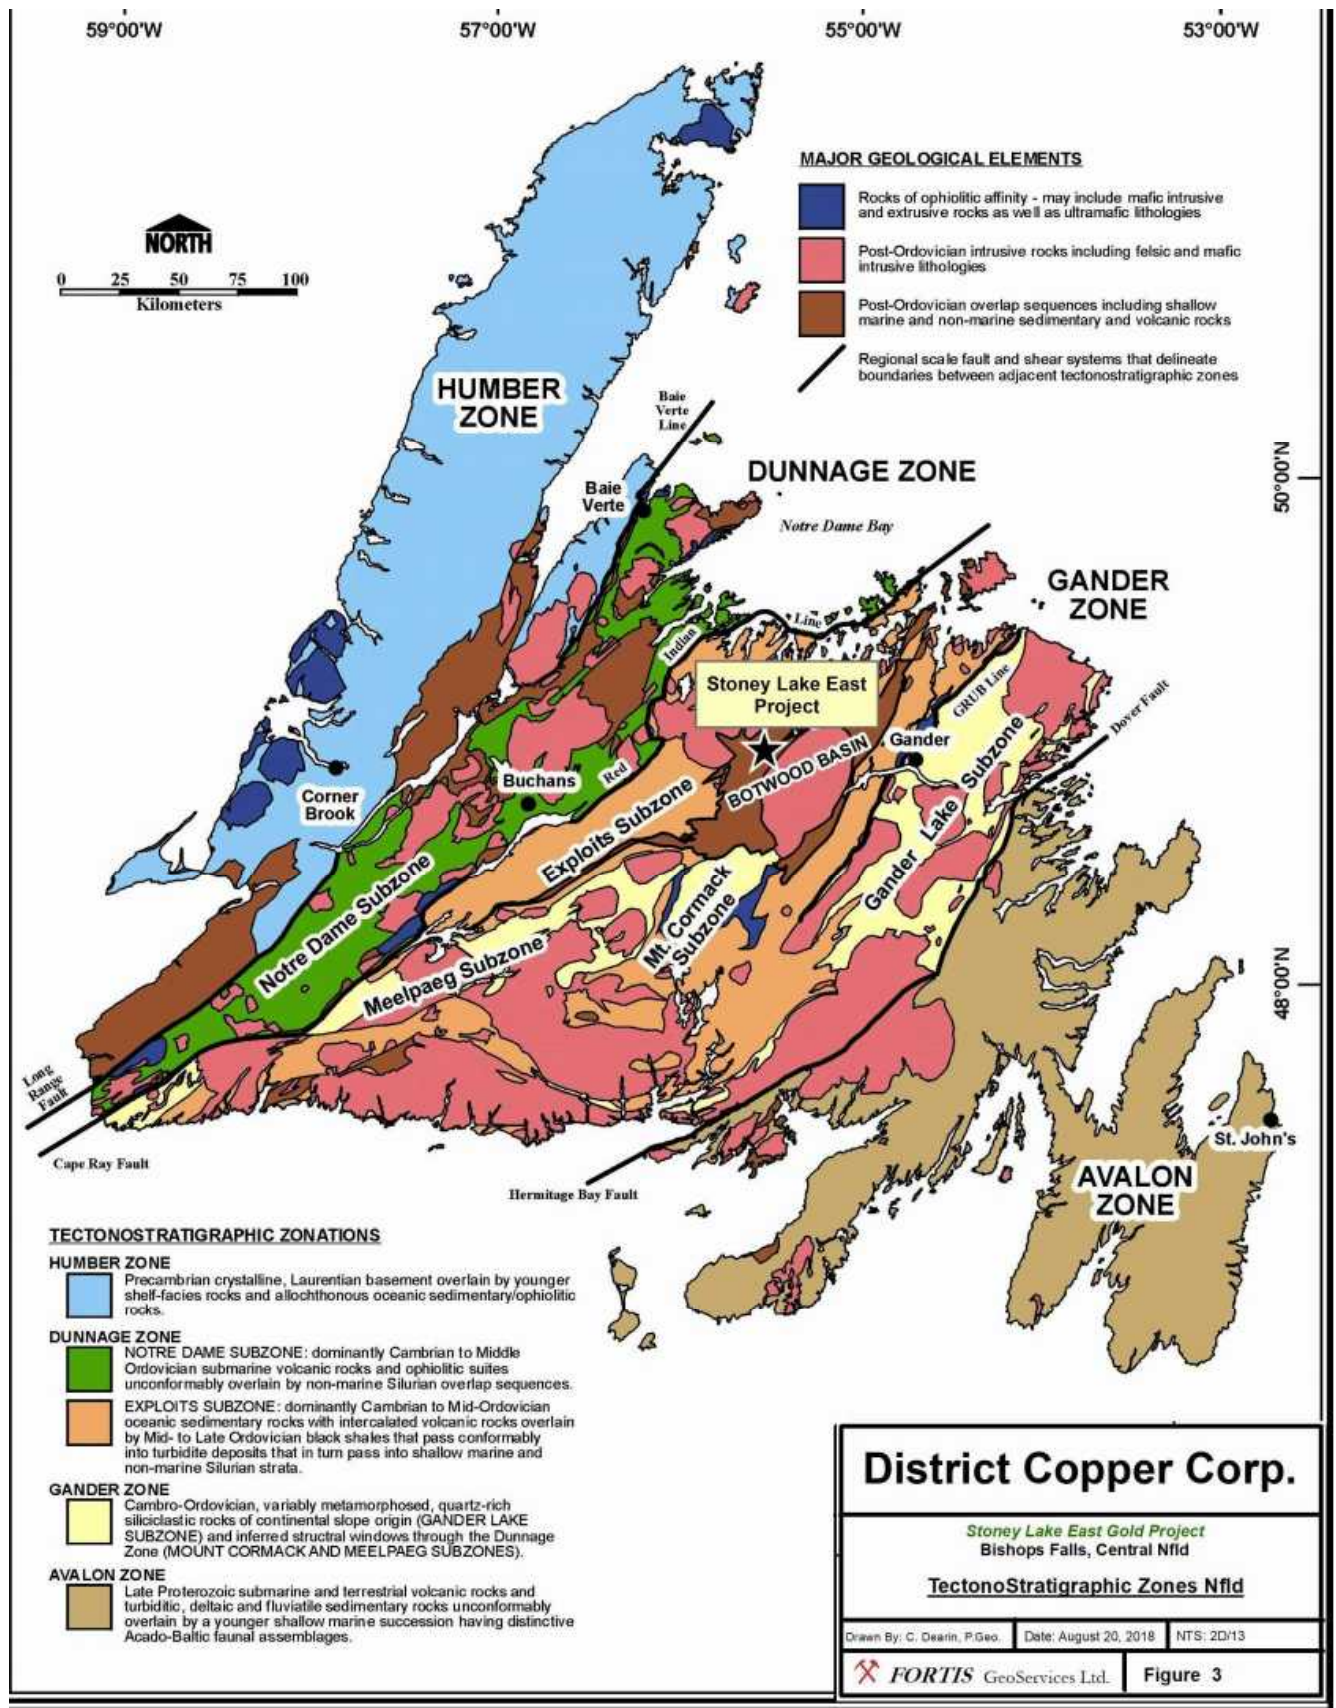 59°00'W
57°00'W
55°00'W
53°00'W
MAJOR GEOLOGICAL ELEMENTS
Rocks of ophiolitic affinity - may include mafic intrusive
and extrusive rocks as well as ultramafic lithologies
Post-Ordovician intrusive rocks including felsic and mafic
intrusive lithologies
Post-Ordovician overlap sequences including shallow
marine and non-marine sedimentary and volcanic rocks
Regional scale fault and shear systems that delineate
boundaries between adjacent tectonostratigraphic zones
NORTH
0 25 50 75 100
Kilometers
HUMBER
ZONE
Baie
Verte
Line
DUNNAGE ZONE
50°00'N
Baie
Verte
Notre Dame Bay
GANDER
ZONE
Indian
Line
Stoney Lake East
Project
GRUB Line
Dover Fault
Gander
BOTWOOD BASIN
Red
Buchans
Corner
Brook
Exploits Subzone
Gander Lake Subzone
Notre Dame Subzone
Mt. Cormack
Subzone
Meelpaeg Subzone
48°00'N
Long
Range
Fault
Cape Ray Fault
Hermitage Bay Fault
St. John's
AVALON
ZONE
TECTONOSTRATIGRAPHIC ZONATIONS
HUMBER ZONE
Precambrian crystalline, Laurentian basement overlain by younger
shelf-facies rocks and allochthonous oceanic sedimentary/ophiolitic
rocks.
DUNNAGE ZONE
NOTRE DAME SUBZONE: dominantly Cambrian to Middle
Ordovician submarine volcanic rocks and ophiolitic suites
unconformably overlain by non-marine Silurian overlap sequences.
EXPLOITS SUBZONE: dominantly Cambrian to Mid-Ordovician
oceanic sedimentary rocks with intercalated volcanic rocks overlain
by Mid- to Late Ordovician black shales that pass conformably
into turbidite deposits that in turn pass into shallow marine and
non-marine Silurian strata.
GANDER ZONE
Cambro-Ordovician, variably metamorphosed, quartz-rich
siliciclastic rocks of continental slope origin (GANDER LAKE
SUBZONE) and inferred structral windows through the Dunnage
Zone (MOUNT CORMACK AND MEELPAEG SUBZONES).
AVALON ZONE
Late Proterozoic submarine and terrestrial volcanic rocks and
turbiditic, deltaic and fluviatile sedimentary rocks unconformably
overlain by a younger shallow marine succession having distinctive
Acado-Baltic faunal assemblages.
District Copper Corp.
Stoney Lake East Gold Project
Bishops Falls, Central Nfld
TectonoStratigraphic Zones Nfld
Drawn By: C. Dearin, P.Geo.
Date: August 20, 2018
NTS: 2D/13
FORTIS GeoServices Ltd.
Figure 3